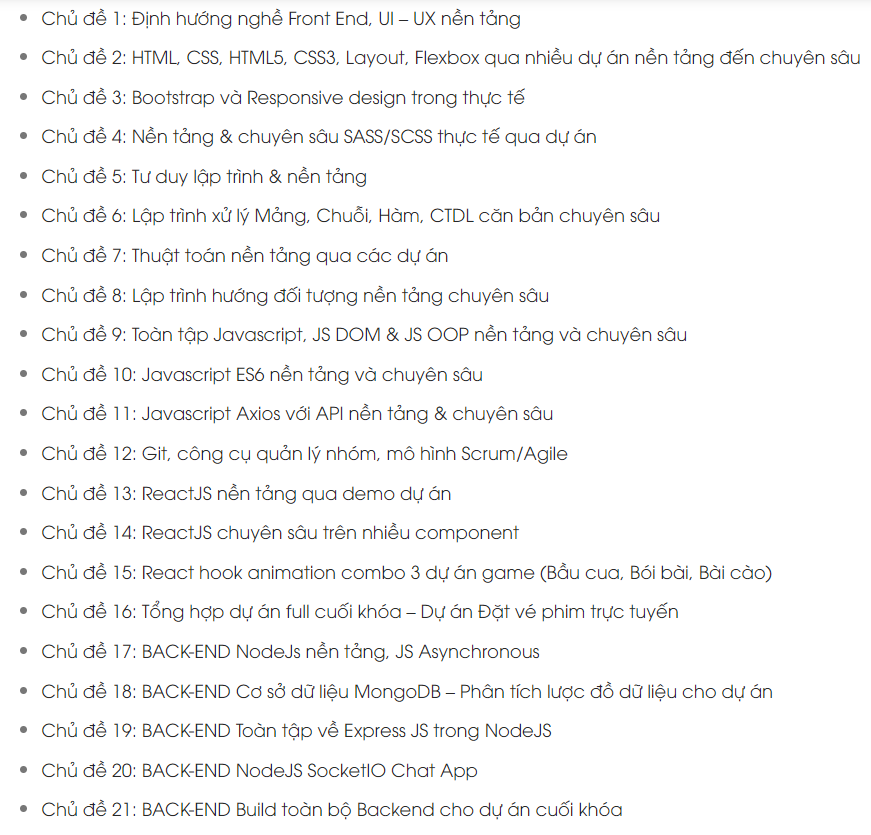 Chủ đề 1: Định hướng nghề Front End, UI – UX nền tảng
Chủ đề 2: HTML, CSS, HTML5, CSS3, Layout, Flexbox qua nhiều dự án nền tảng đến chuyên sâu
Chủ đề 3: Bootstrap và Responsive design trong thực tế
Chủ đề 4: Nền tảng & chuyên sâu SASS/SCSS thực tế qua dự án
Chủ đề 5: Tư duy lập trình & nền tảng
Chủ đề 6: Lập trình xử lý Mảng, Chuỗi, Hàm, CTDL căn bản chuyên sâu
Chủ đề 7: Thuật toán nền tảng qua các dự án
Chủ đề 8: Lập trình hướng đối tượng nền tảng chuyên sâu
Chủ đề 9: Toàn tập Javascript, JS DOM & JS OOP nền tảng và chuyên sâu
Chủ đề 10: Javascript ES6 nền tảng và chuyên sâu
Chủ đề 11: Javascript Axios với API nền tảng & chuyên sâu
Chủ đề 12: Git, công cụ quản lý nhóm, mô hình Scrum/Agile
Chủ đề 13: ReactJS nền tảng qua demo dự án
Chủ đề 14: ReactJS chuyên sâu trên nhiều component
Chủ đề 15: React hook animation combo 3 dự án game (Bầu cua, Bói bài, Bài cào)
Chủ đề 16: Tổng hợp dự án full cuối khóa – Dự án Đặt vé phim trực tuyến
Chủ đề 17: BACK-END NodeJs nền tảng, JS Asynchronous
Chủ đề 18: BACK-END Cơ sở dữ liệu MongoDB – Phân tích lược đồ dữ liệu cho dự án
Chủ đề 19: BACK-END Toàn tập về Express JS trong NodeJS
Chủ đề 20: BACK-END NodeJS SocketIO Chat App
Chủ đề 21: BACK-END Build toàn bộ Backend cho dự án cuối khóa